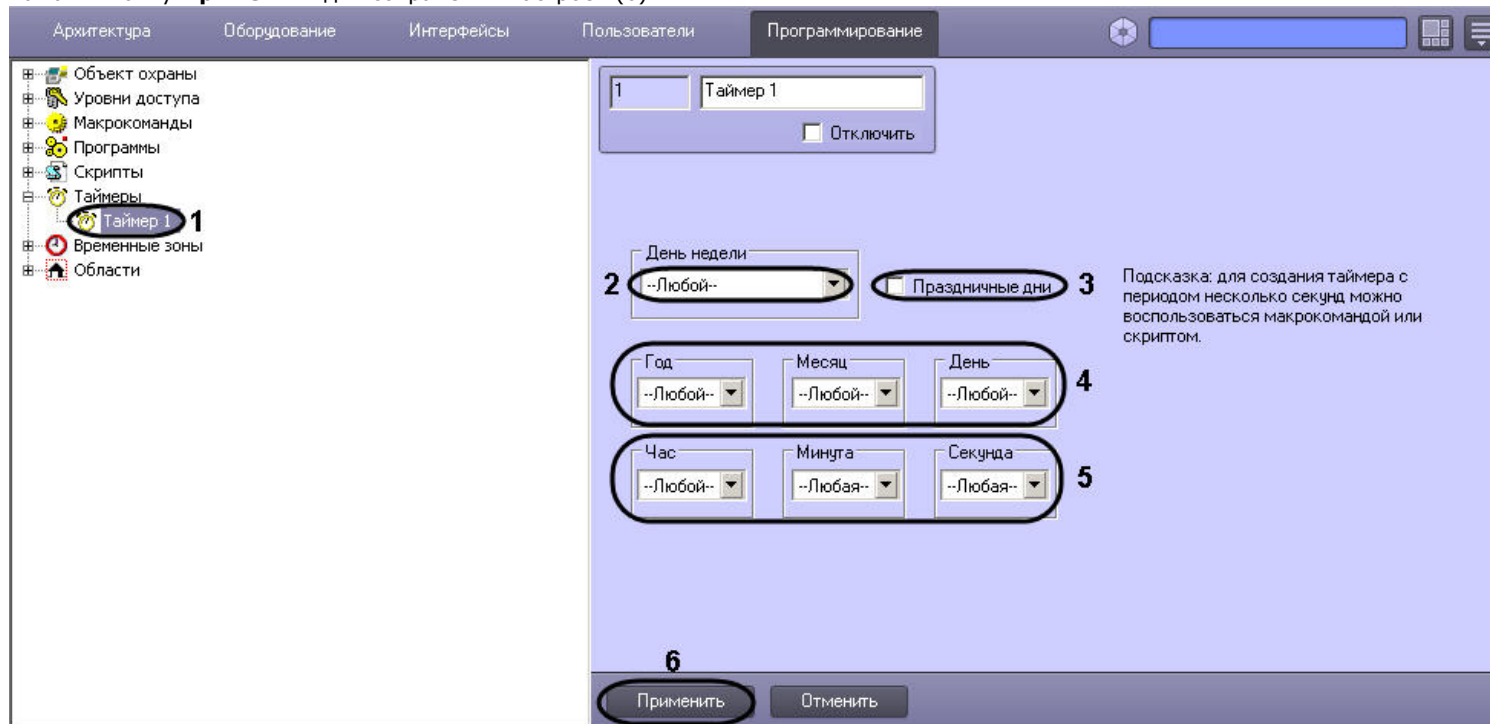 Архитектура Оборудование Интерфейсы Пользователи Программирование
Объект охраны
Уровни доступа
Макрокоманды
Программы
Скрипты
Таймеры
Таймер 1 1
Временные зоны
Области
1 Таймер 1
Отключить
День недели
2 --Любой-- Праздничные дни 3
Подсказка: для создания таймера с
периодом несколько секунд можно
воспользоваться макрокомандой или
скриптом.
Год Месяц День
--Любой-- --Любой-- --Любой-- 4
Час Минута Секунда
--Любой-- --Любая-- --Любая-- 5
6
Применить Отменить